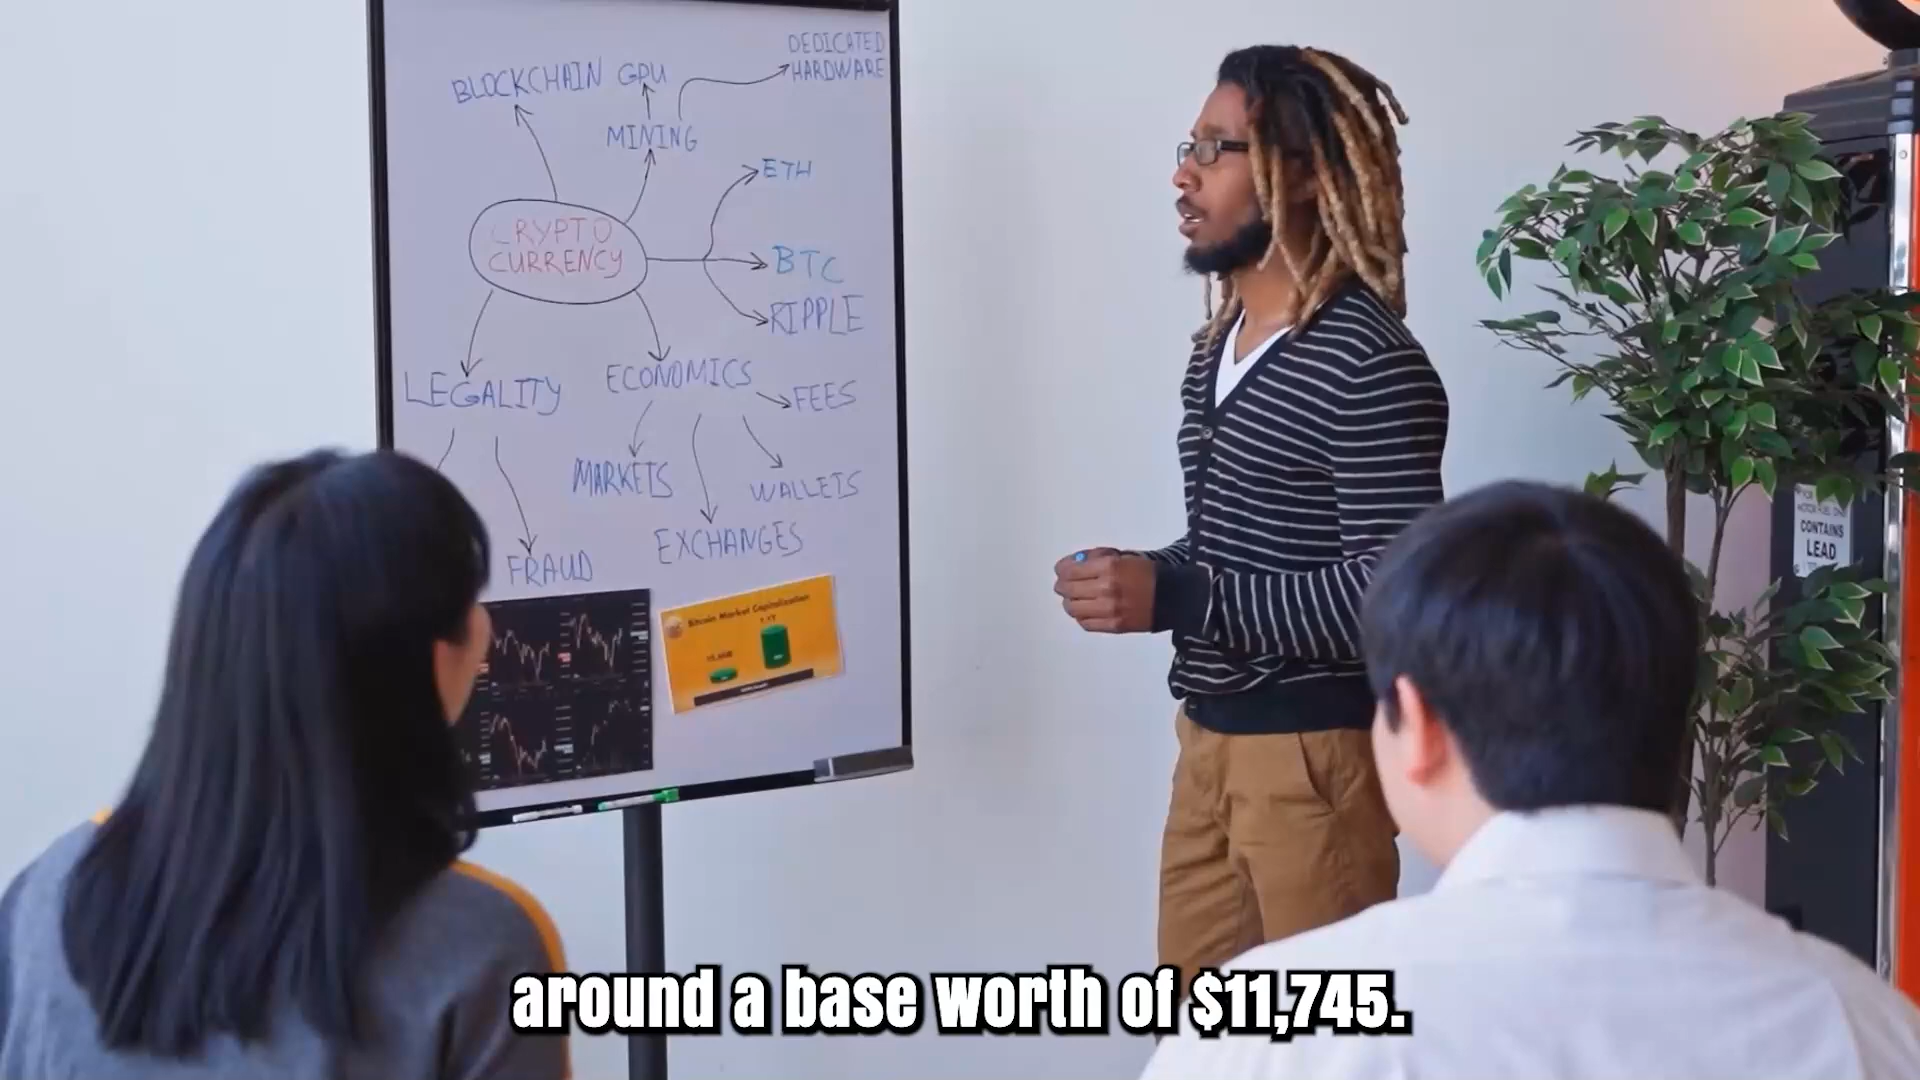 DEDICATED
HARDWARE
BLOCKCHAIN GPU
MINING
ETH
CRYPTO
CURRENCY
BTC
RIPPLE
LEGALITY
ECONOMICS
FEES
MARKETS
WALLETS
EXCHANGES
FRAUD
Bitcoin Market Capitalization
CONTAINS
LEAD
around a base worth of $11,745.